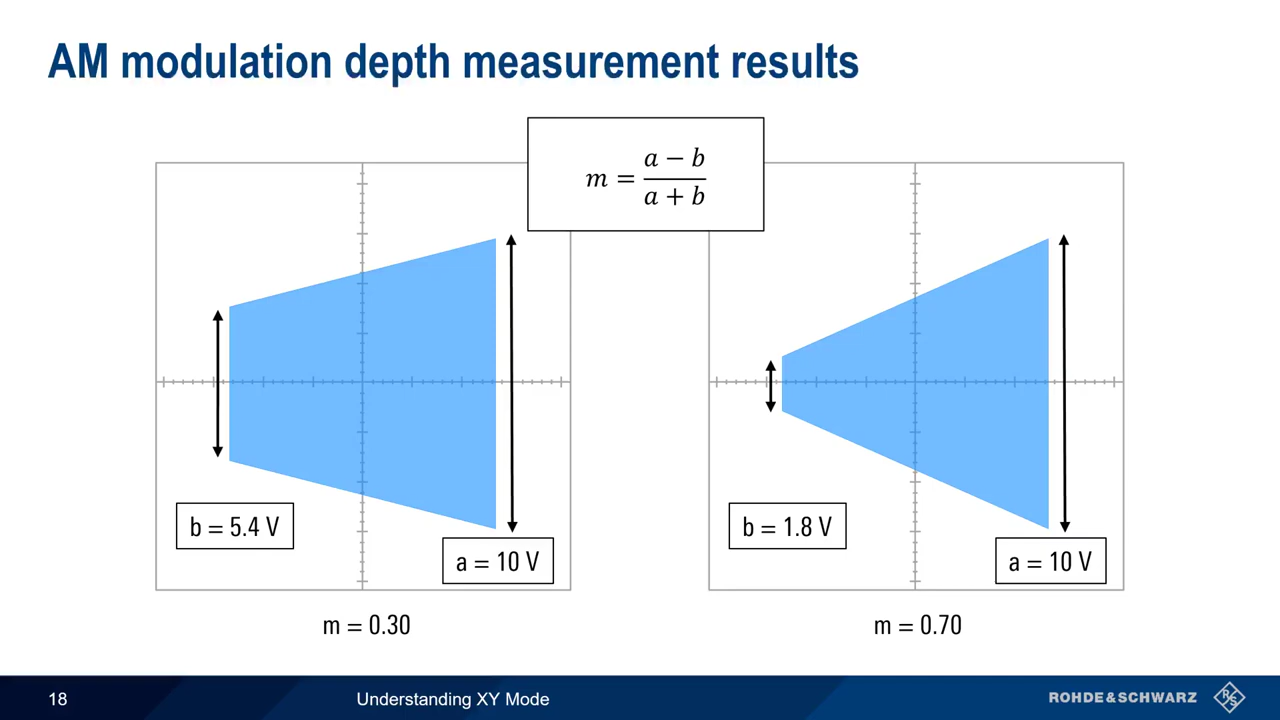 AM modulation depth measurement results
m = \frac{a − b}{a + b}
b = 5.4 V
a = 10 V
m = 0.30
b = 1.8 V
a = 10 V
m = 0.70
18
Understanding XY Mode
ROHDE & SCHWARZ
R S